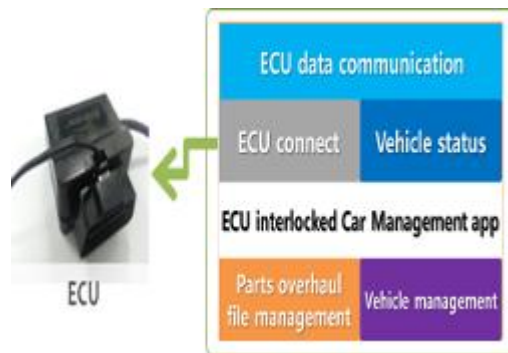 ECU data communication
ECU connect
Vehicle status
ECU interlocked Car Management app
Parts overhaul
file management
Vehicle management
ECU